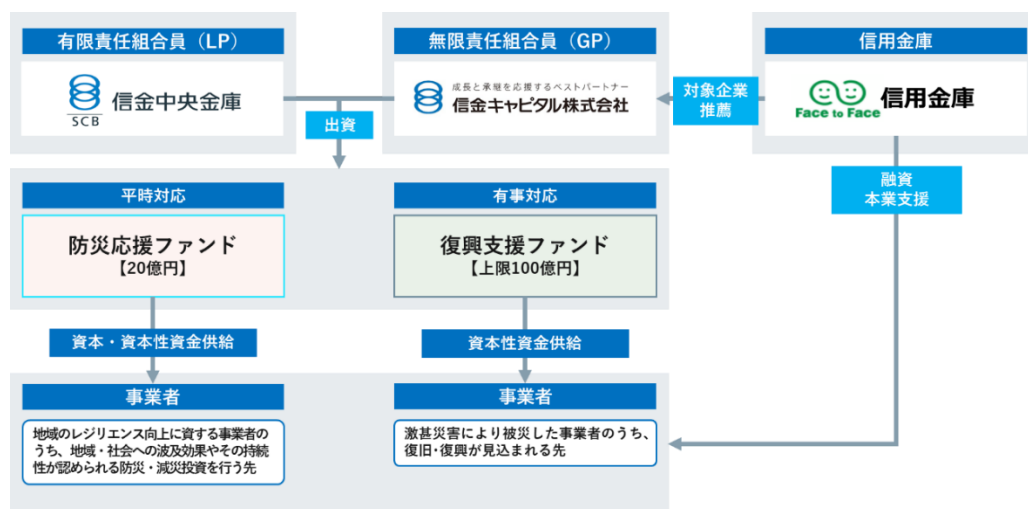 有限責任組合員（LP）
無限責任組合員（GP）
信用金庫
SCB
信金中央金庫
成長と承継を応援するベストパートナー
信金キャピタル株式会社
対象企業
推薦
Face to Face
信用金庫
出資
融資
本業支援
平時対応
有事対応
防災応援ファンド
【20億円】
復興支援ファンド
【上限100億円】
資本・資本性資金供給
資本性資金供給
事業者
事業者
地域のレジリエンス向上に資する事業者の
うち、地域・社会への波及効果やその持続
性が認められる防災・減災投資を行う先
激甚災害により被災した事業者のうち、
復旧・復興が見込まれる先